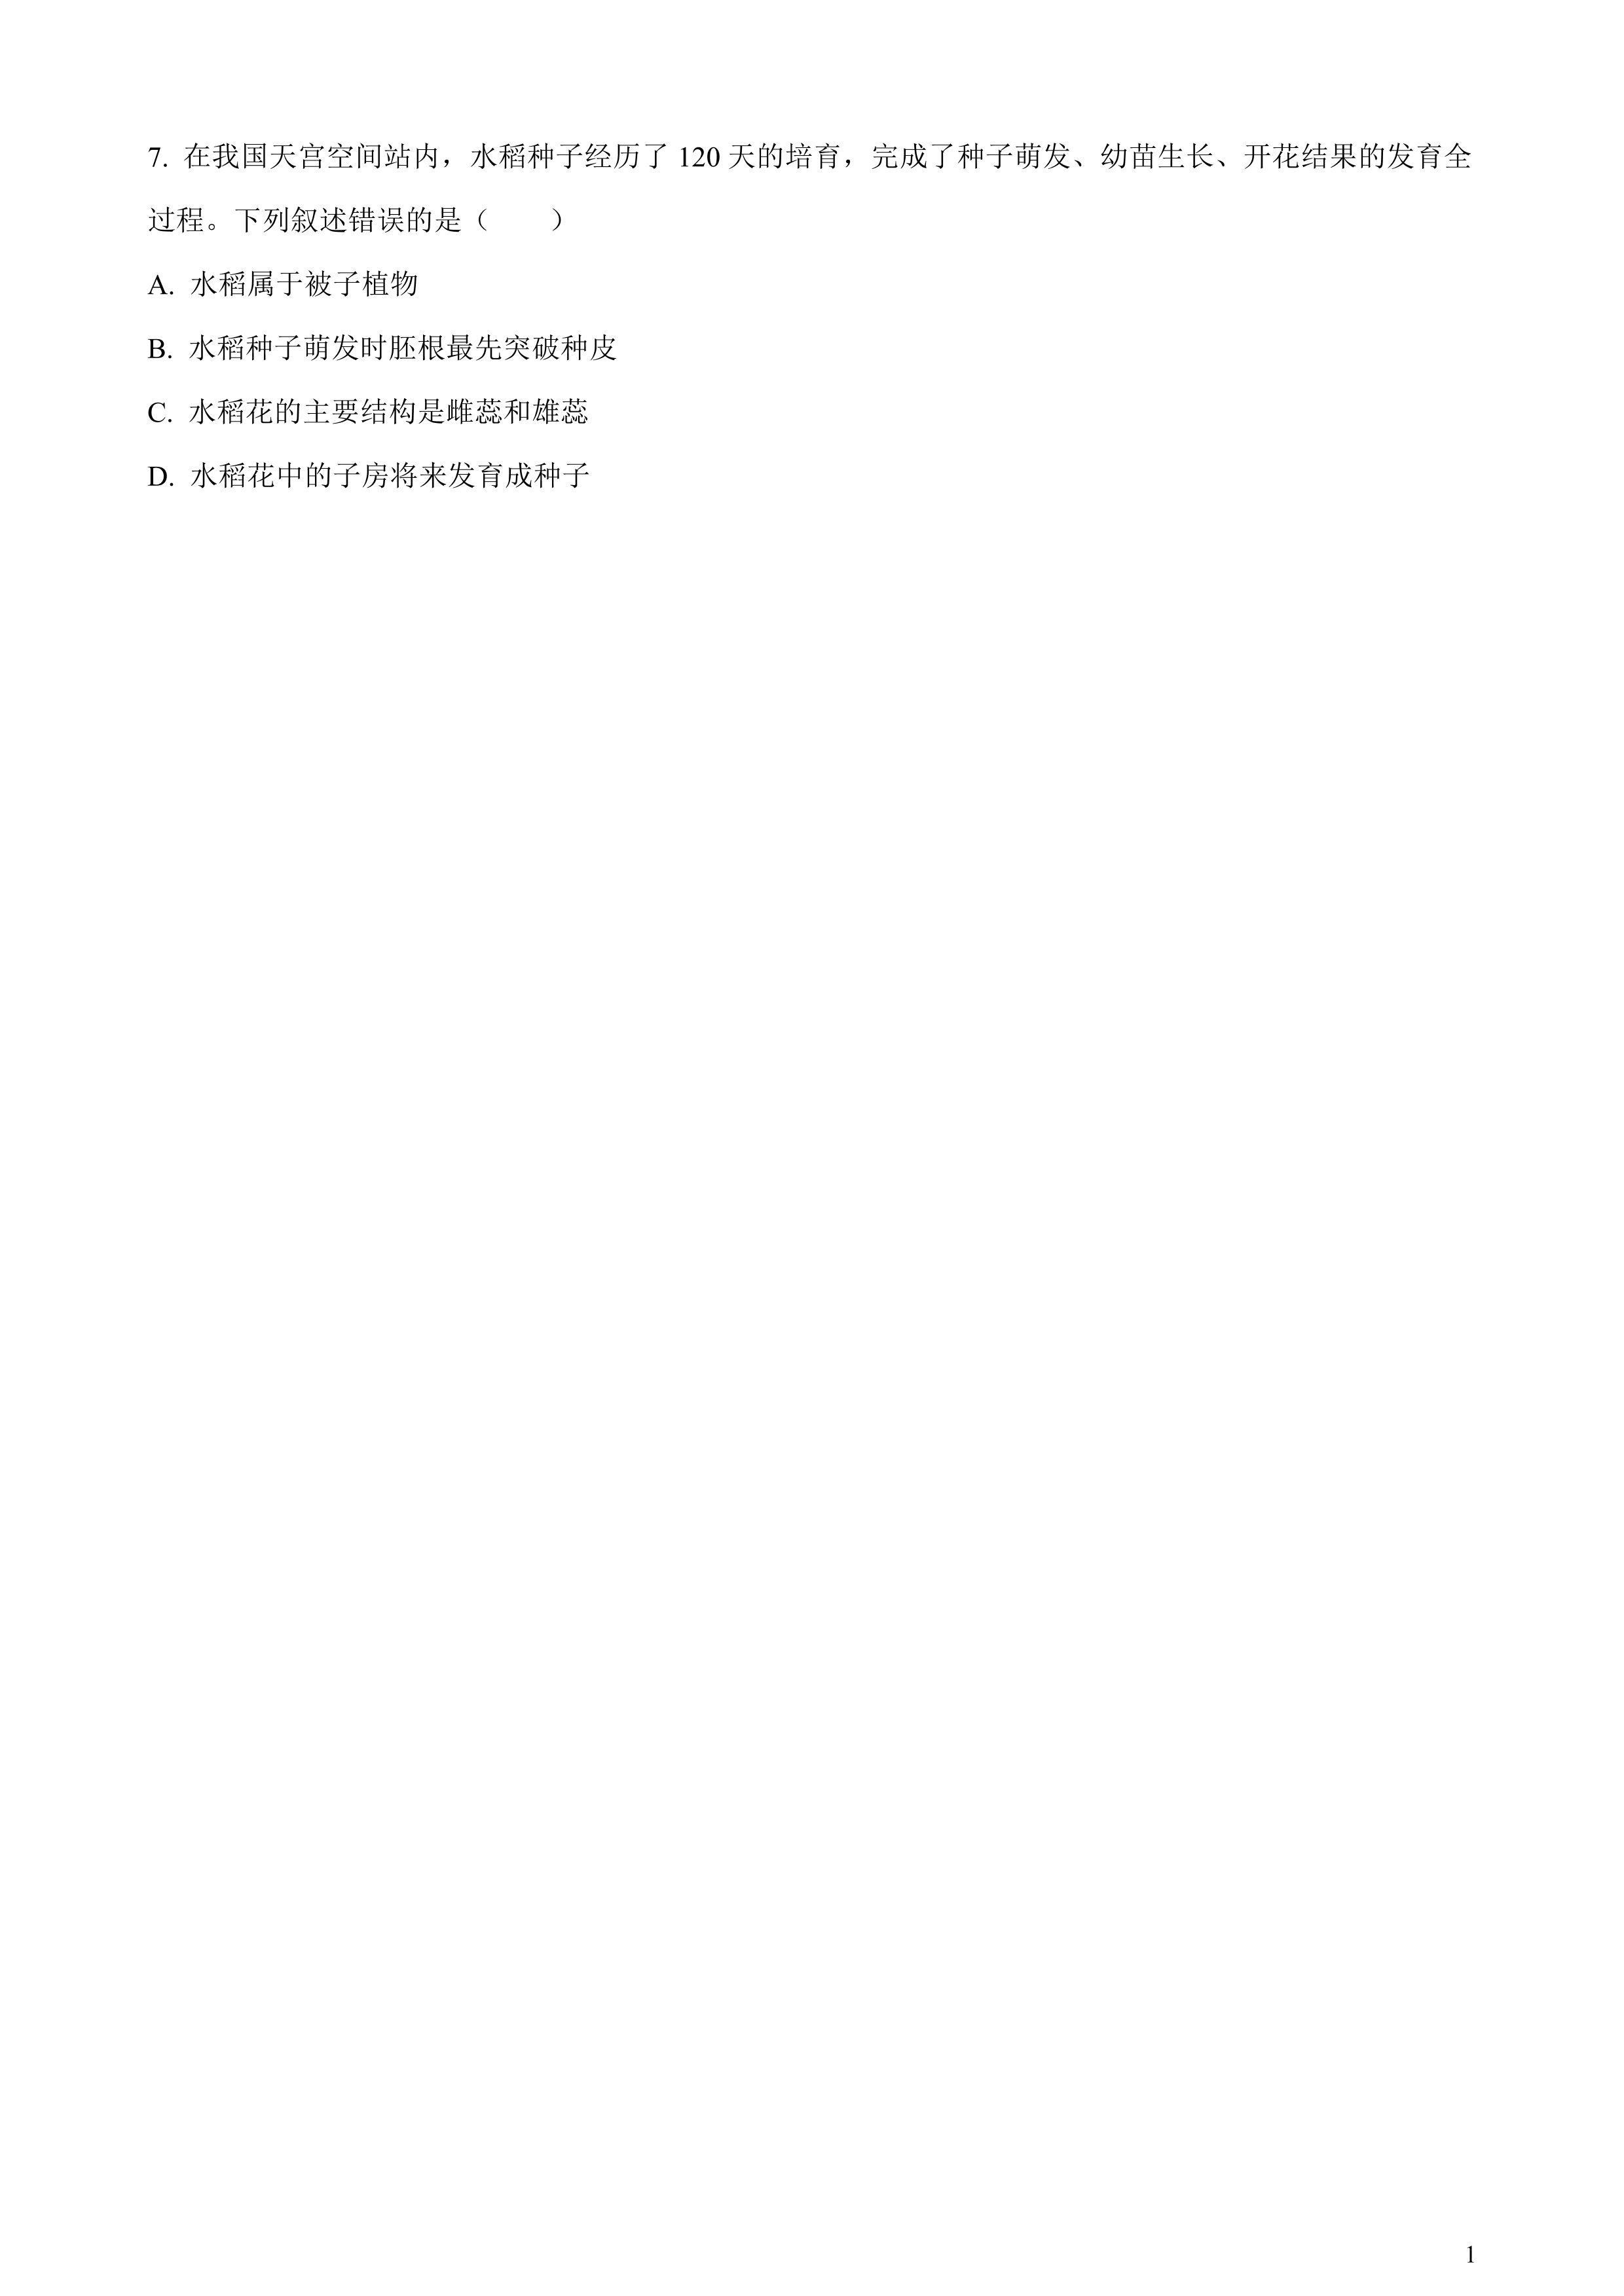 7. 在我国天宫空间站内，水稻种子经历了 120 天的培育，完成了种子萌发、幼苗生长、开花结果的发育全
过程。下列叙述错误的是（　　）
A. 水稻属于被子植物
B. 水稻种子萌发时胚根最先突破种皮
C. 水稻花的主要结构是雌蕊和雄蕊
D. 水稻花中的子房将来发育成种子
1